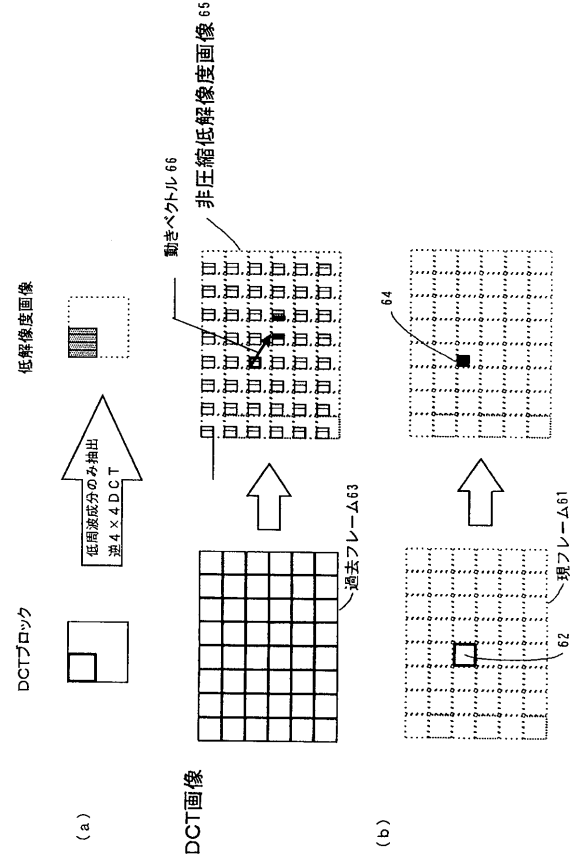 (a)
DCTブロック
低解像度画像
低周波成分のみ抽出
逆4×4DCT
DCT画像
過去フレーム63
動きベクトル 66
非圧縮低解像度画像 65
(b)
62
現フレーム61
64